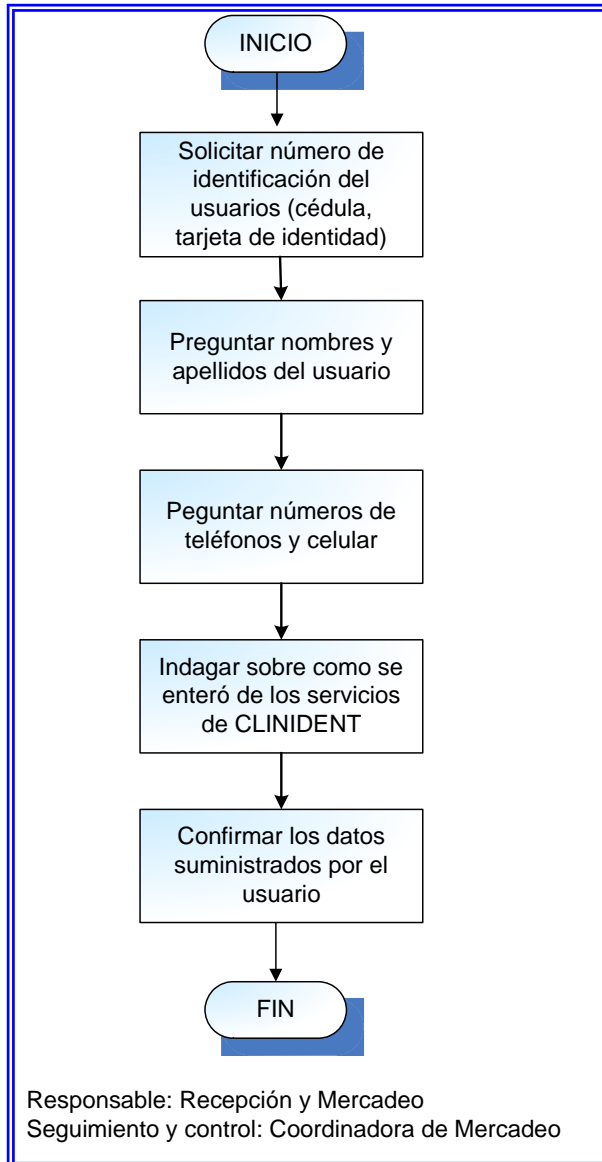 INICIO
Solicitar número de
identificación del
usuarios (cédula,
tarjeta de identidad)
Preguntar nombres y
apellidos del usuario
Peguntar números de
teléfonos y celular
Indagar sobre como se
enteró de los servicios
de CLINIDENT
Confirmar los datos
suministrados por el
usuario
FIN
Responsable: Recepción y Mercadeo
Seguimiento y control: Coordinadora de Mercadeo